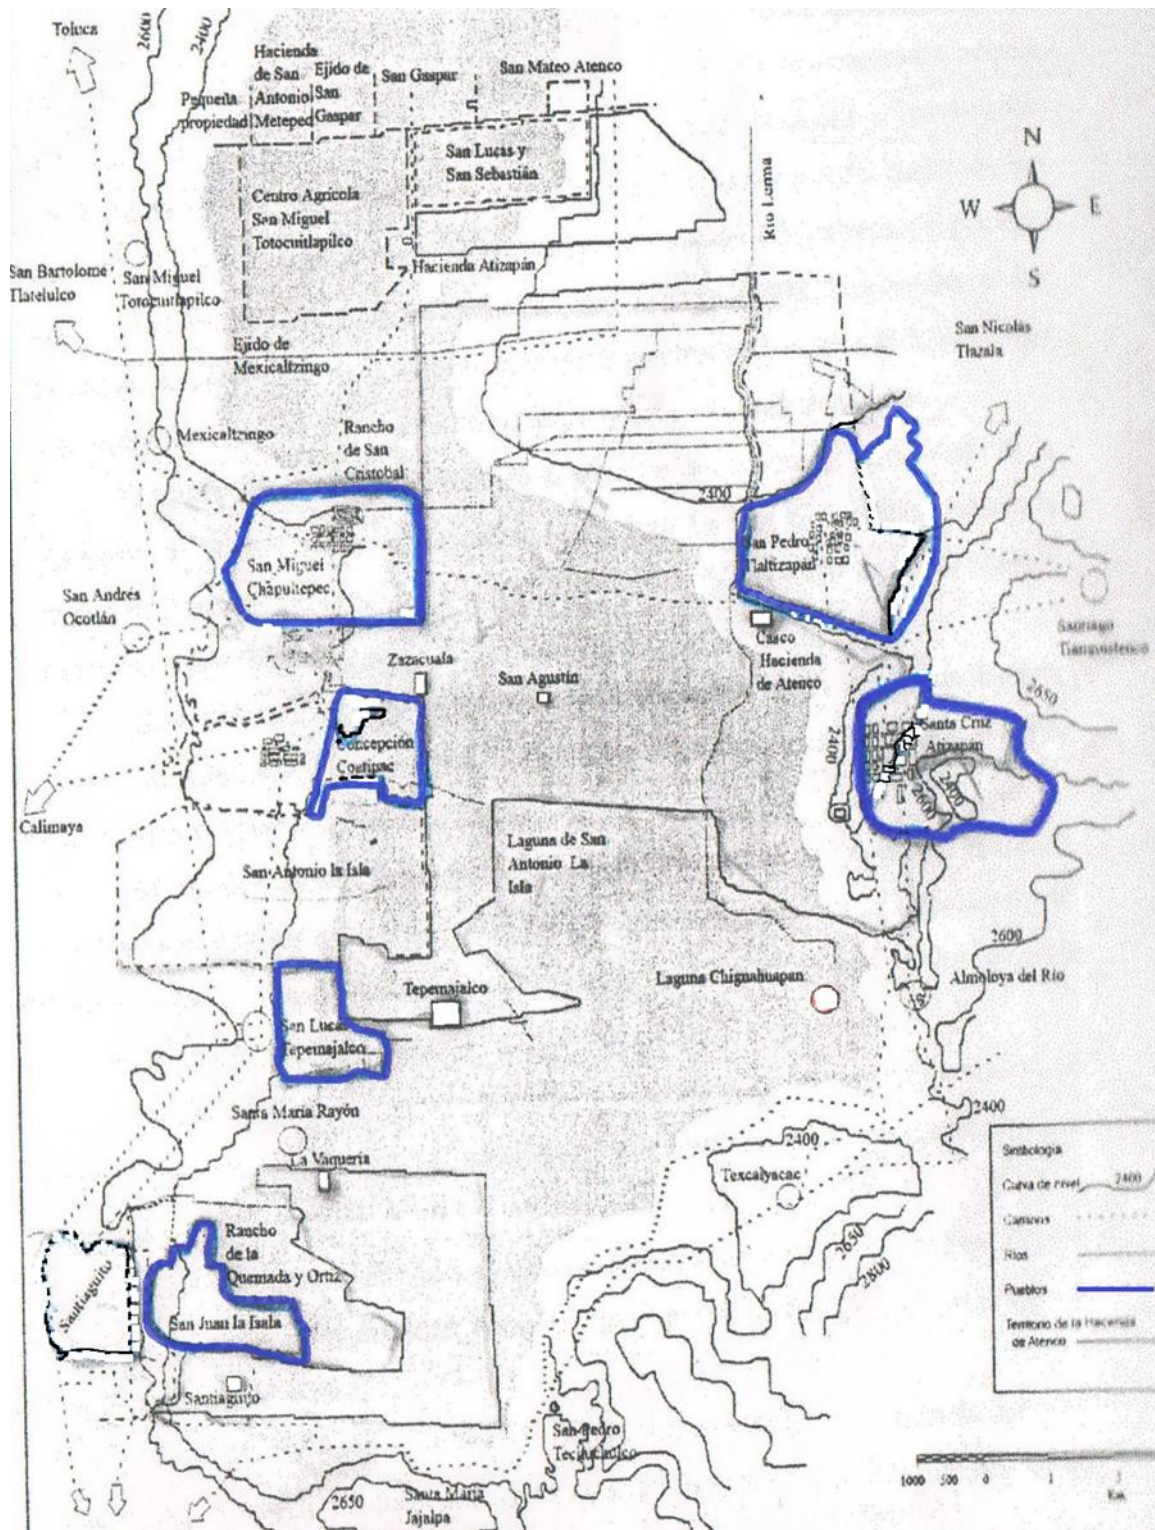 Toluca
2600
2400
Hacienda
de San
Antonio
Metepec
Ejido de
San
Gaspar
San Gaspar
San Mateo Atenco
Pequeña
propiedad
San Lucas y
San Sebastián
Centro Agricola
San Miguel
Totocuitlapilco
Río Lerma
N
W
E
S
San Bartolome
Tlatelulco
San Miguel
Totocuitlapilco
Hacienda Atizapán
Ejido de
Mexicaltzingo
San Nicolás
Tlazala
Mexicaltzingo
Rancho
de San
Cristobal
2400
San Miguel
Chapultepec
San Pedro
Tlaltizapán
San Andrés
Ocotlán
Santiago
Tianguistenco
Zazacuala
San Agustín
Casco
Hacienda
de Atenco
2650
2400
Santa Cruz
Atizapán
Concepción
Coatipac
2600
2400
Calimaya
San Antonio la Isla
Laguna de San
Antonio La
Isla
2600
Laguna Chignahuapan
Almoloya del Río
Tepemajalco
San Lucas
Tepemajalco
Santa María Rayón
2400
2400
La Vaquería
Texcalyacac
Simbología
Curva de nivel
2400
Caminos
Ríos
Pueblos
Territorio de la Hacienda
de Atenco
2650
2800
Santiaguito
Rancho
de la
Quemada y Ortiz
San Juan la Isala
Santiaguito
San Pedro
2650
Santa María
Jajalpa
1000
500
0
1
Km.